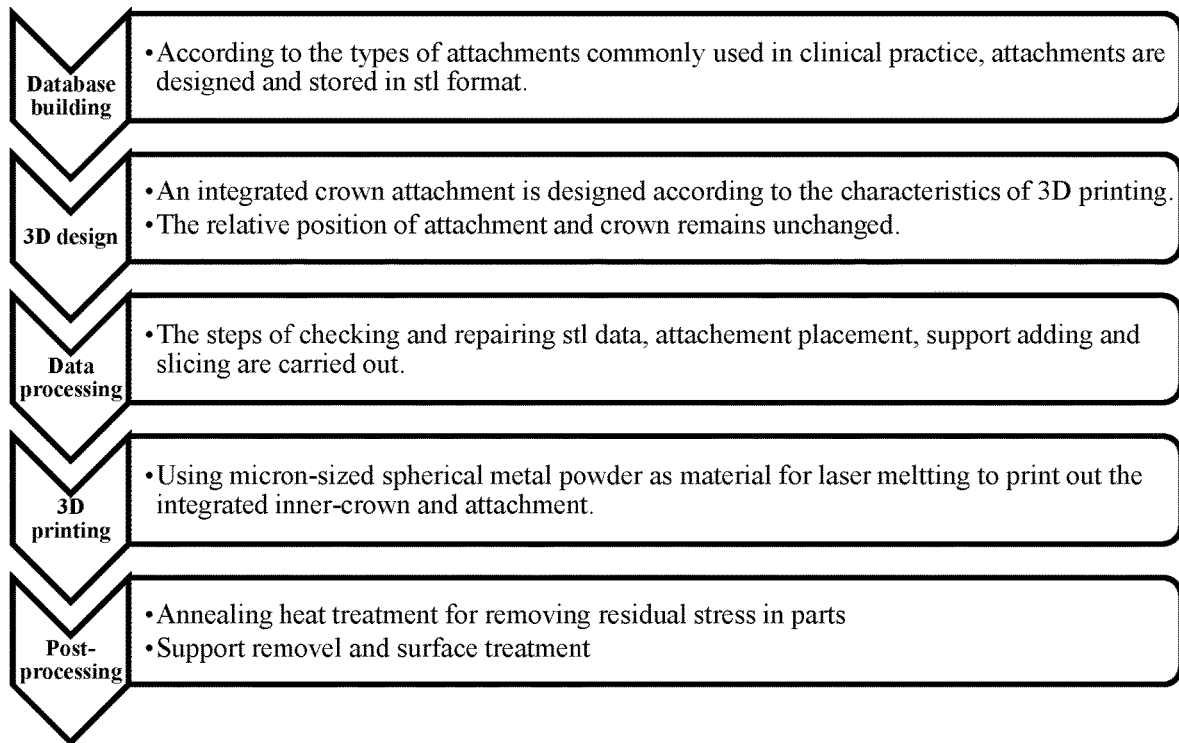 Database
building
•According to the types of attachments commonly used in clinical practice, attachments are
designed and stored in stl format.
3D design
•An integrated crown attachment is designed according to the characteristics of 3D printing.
•The relative position of attachment and crown remains unchanged.
Data
processing
•The steps of checking and repairing stl data, attachement placement, support adding and
slicing are carried out.
3D
printing
•Using micron-sized spherical metal powder as material for laser meltting to print out the
integrated inner-crown and attachment.
Post-
processing
•Annealing heat treatment for removing residual stress in parts
•Support removel and surface treatment